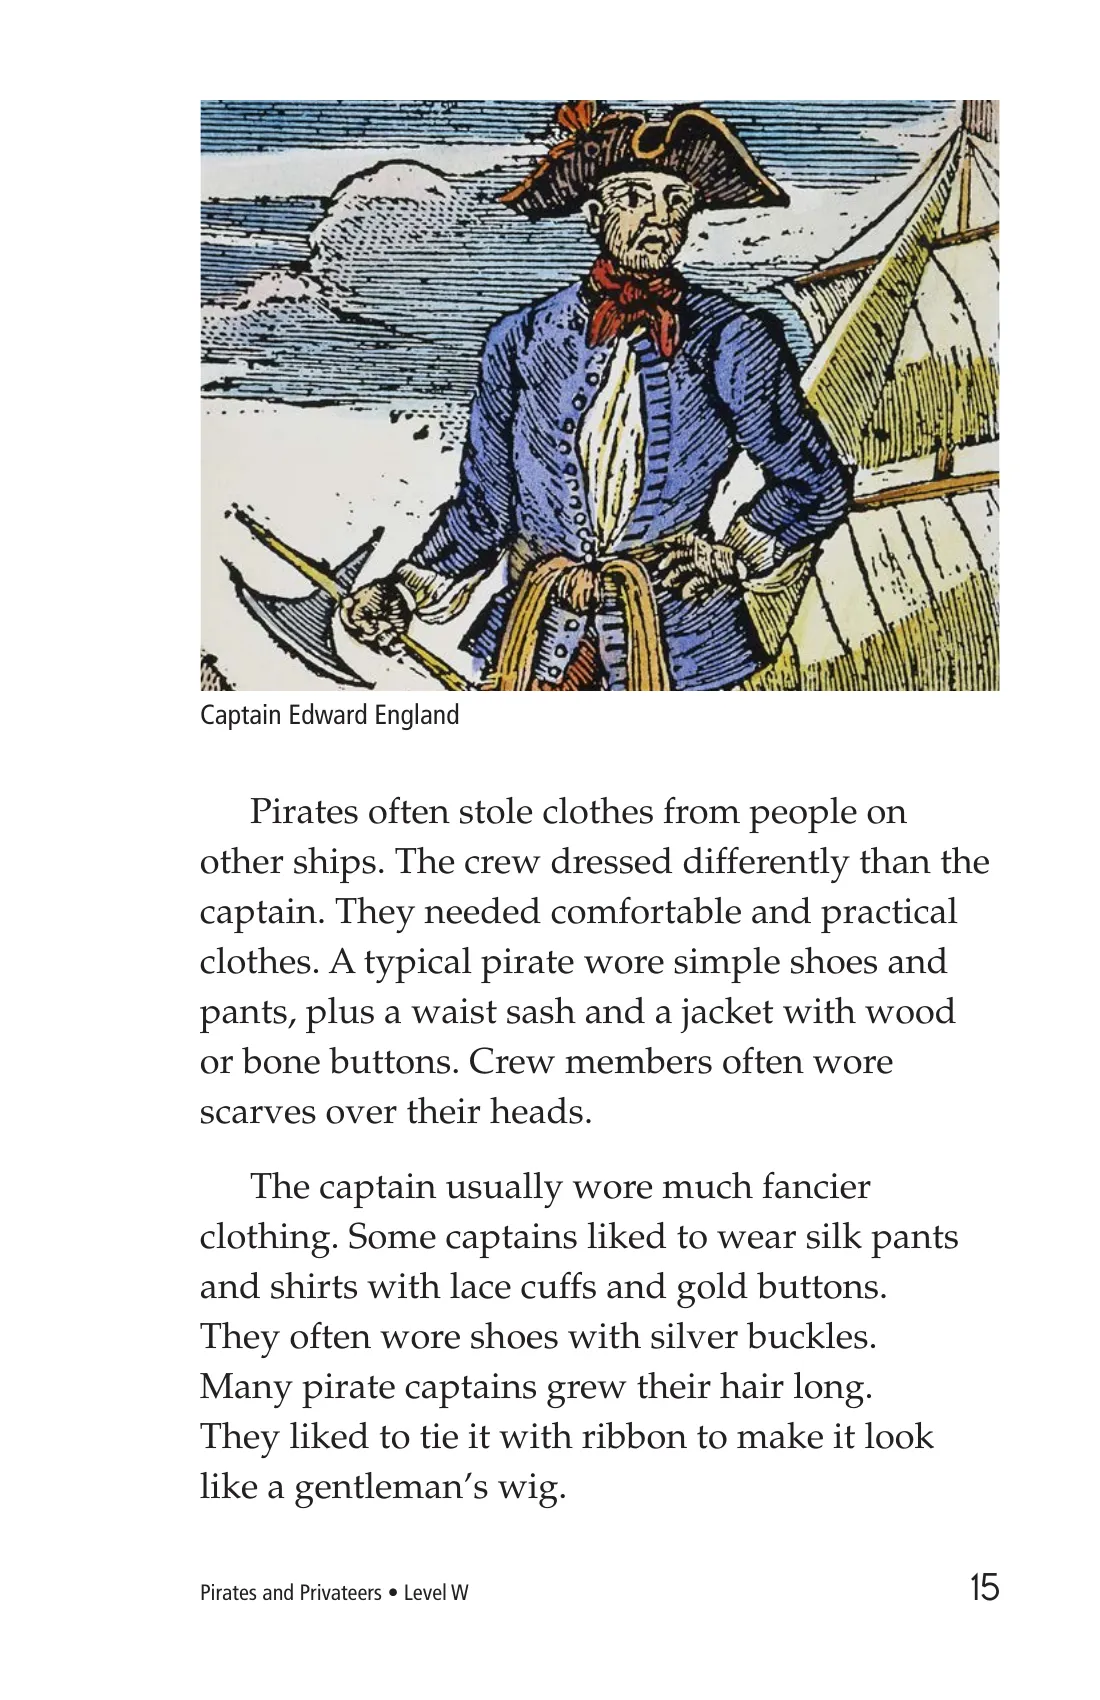 Captain Edward England
Pirates often stole clothes from people on
other ships. The crew dressed differently than the
captain. They needed comfortable and practical
clothes. A typical pirate wore simple shoes and
pants, plus a waist sash and a jacket with wood
or bone buttons. Crew members often wore
scarves over their heads.
The captain usually wore much fancier
clothing. Some captains liked to wear silk pants
and shirts with lace cuffs and gold buttons.
They often wore shoes with silver buckles.
Many pirate captains grew their hair long.
They liked to tie it with ribbon to make it look
like a gentleman’s wig.
Pirates and Privateers • Level W 15